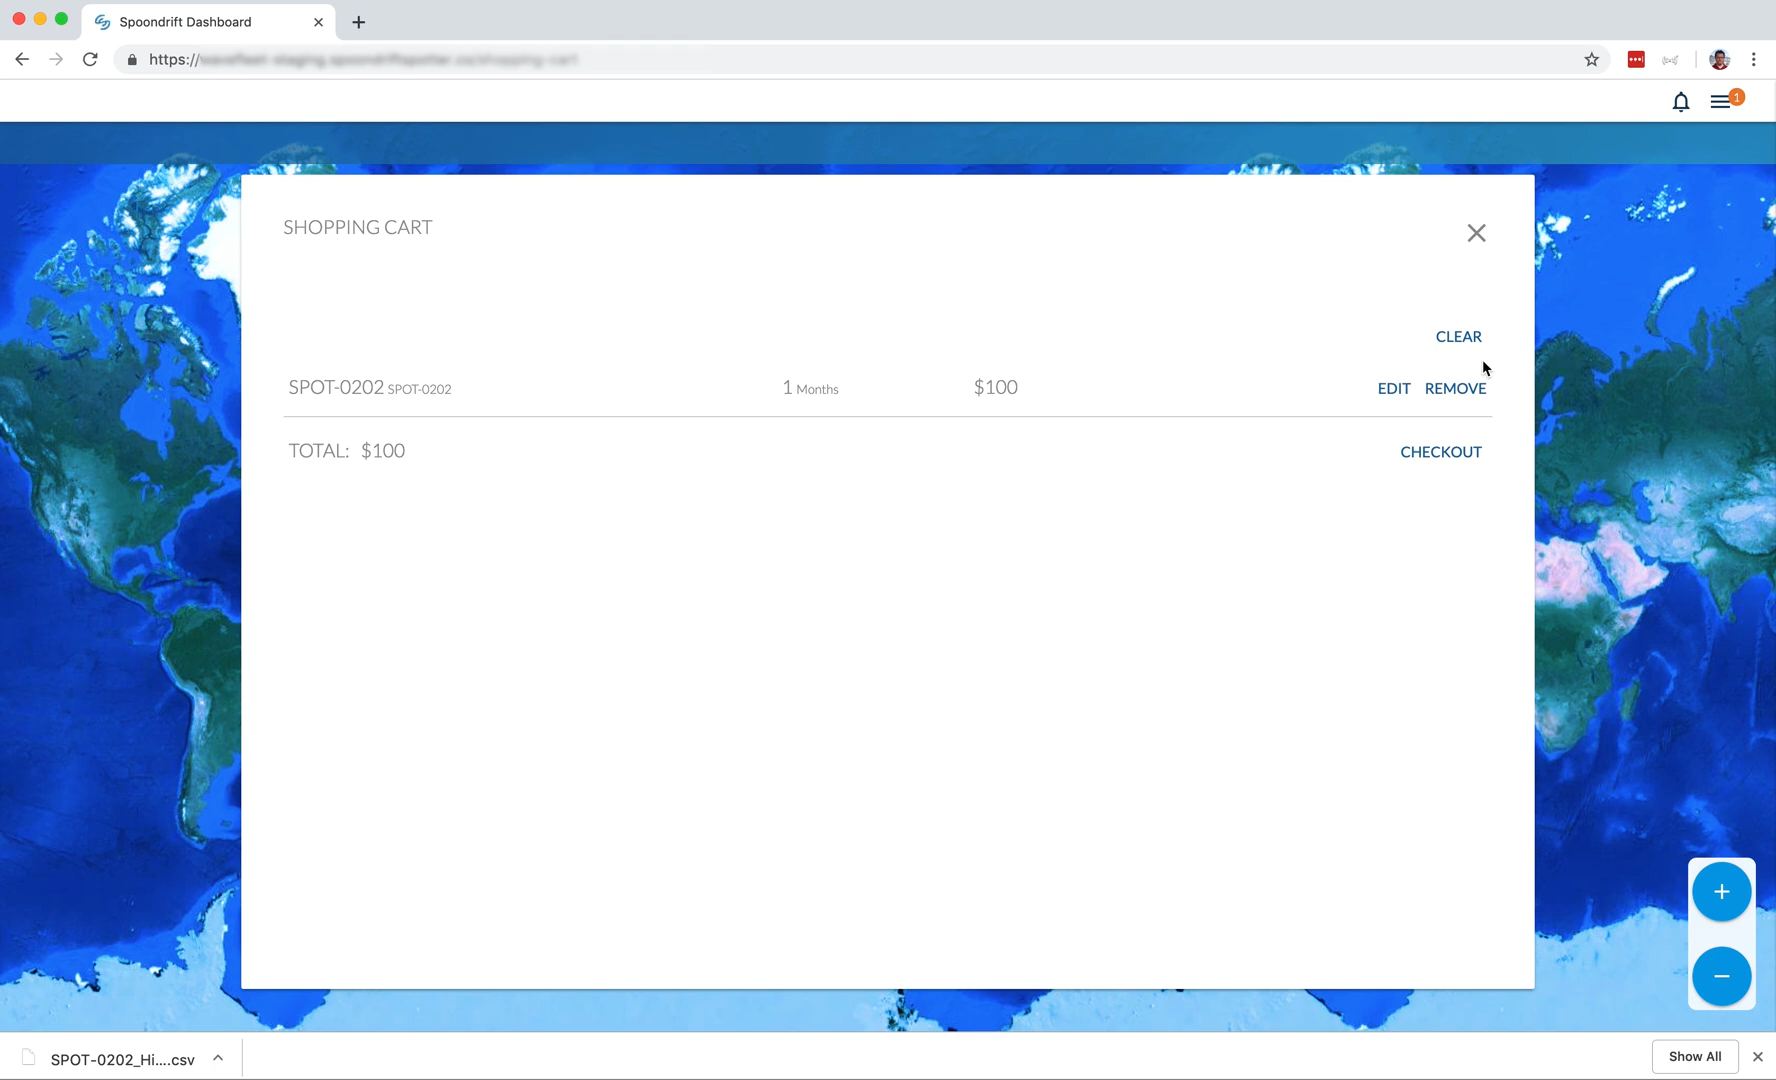 Spoondrift Dashboard
https://
1
SHOPPING CART
CLEAR
SPOT-0202 SPOT-0202 1 Months $100 EDIT REMOVE
TOTAL: $100 CHECKOUT
SPOT-0202_Hi....csv Show All